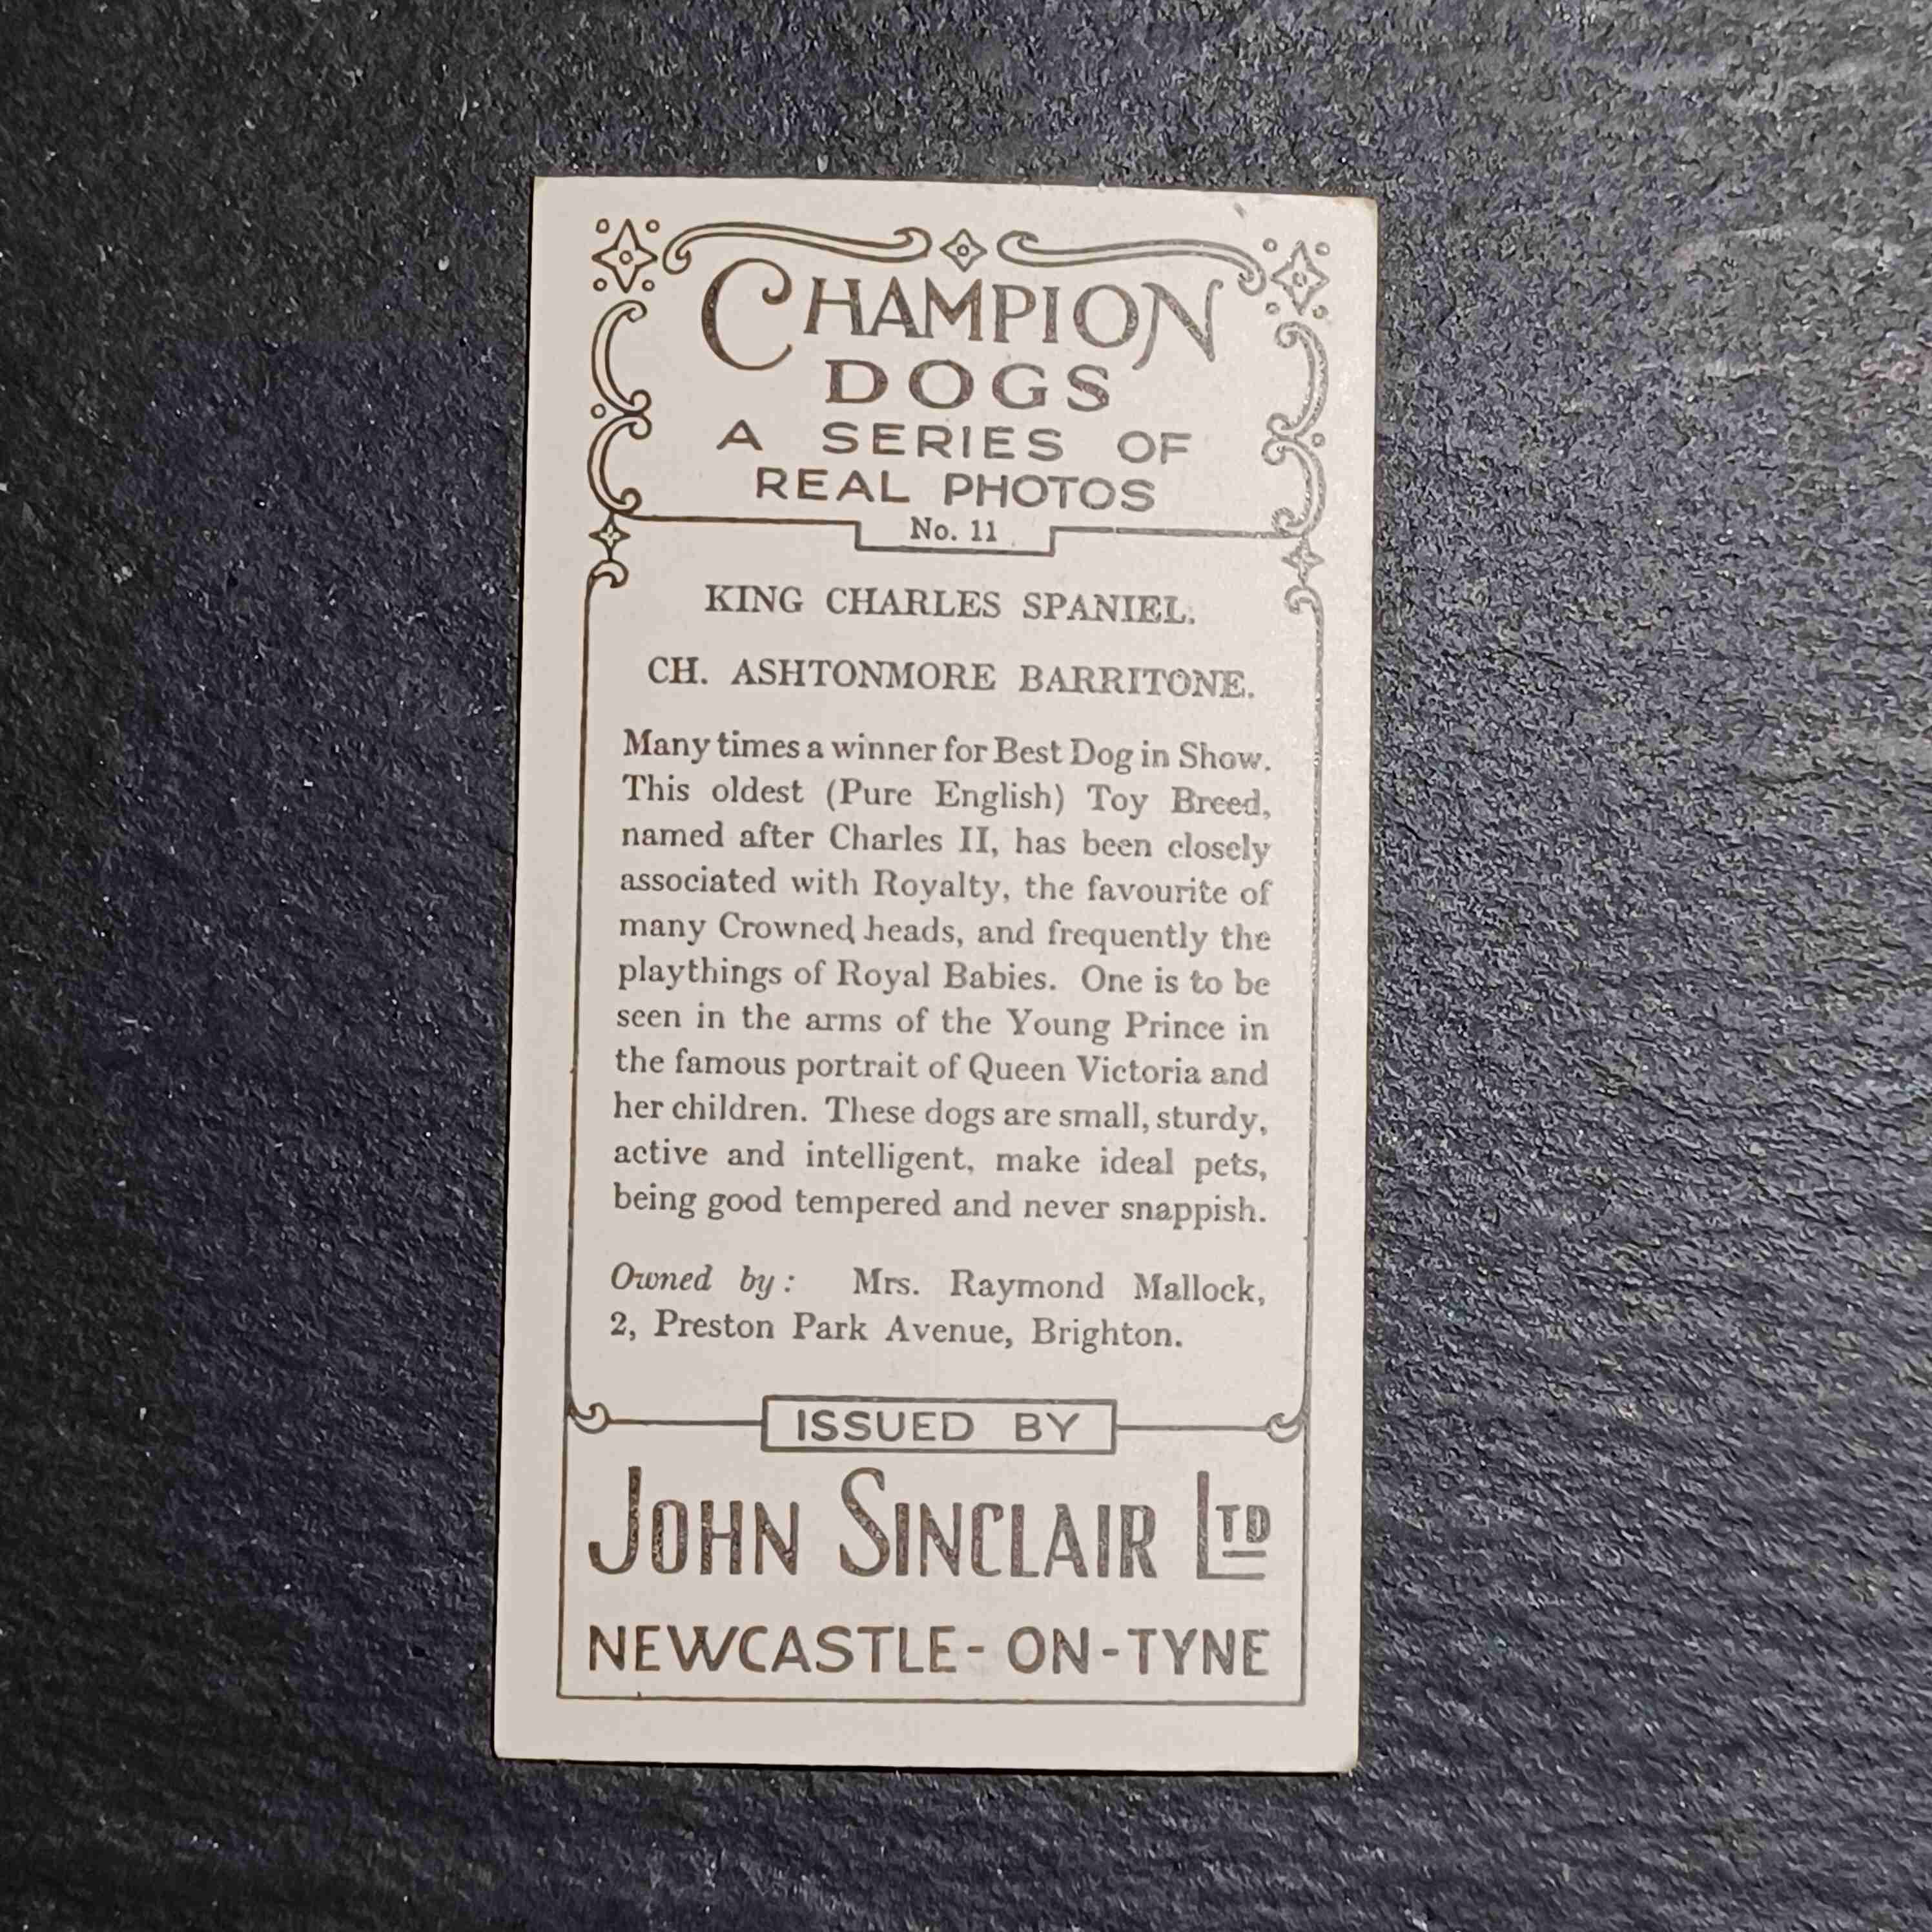 CHAMPION
DOGS
A SERIES OF
REAL PHOTOS
No. 11
KING CHARLES SPANIEL.
CH. ASHTONMORE BARRITONE.
Many times a winner for Best Dog in Show.
This oldest (Pure English) Toy Breed,
named after Charles II, has been closely
associated with Royalty, the favourite of
many Crowned heads, and frequently the
playthings of Royal Babies. One is to be
seen in the arms of the Young Prince in
the famous portrait of Queen Victoria and
her children. These dogs are small, sturdy,
active and intelligent, make ideal pets,
being good tempered and never snappish.
Owned by: Mrs. Raymond Mallock,
2, Preston Park Avenue, Brighton.
ISSUED BY
JOHN SINCLAIR LTD
NEWCASTLE-ON-TYNE